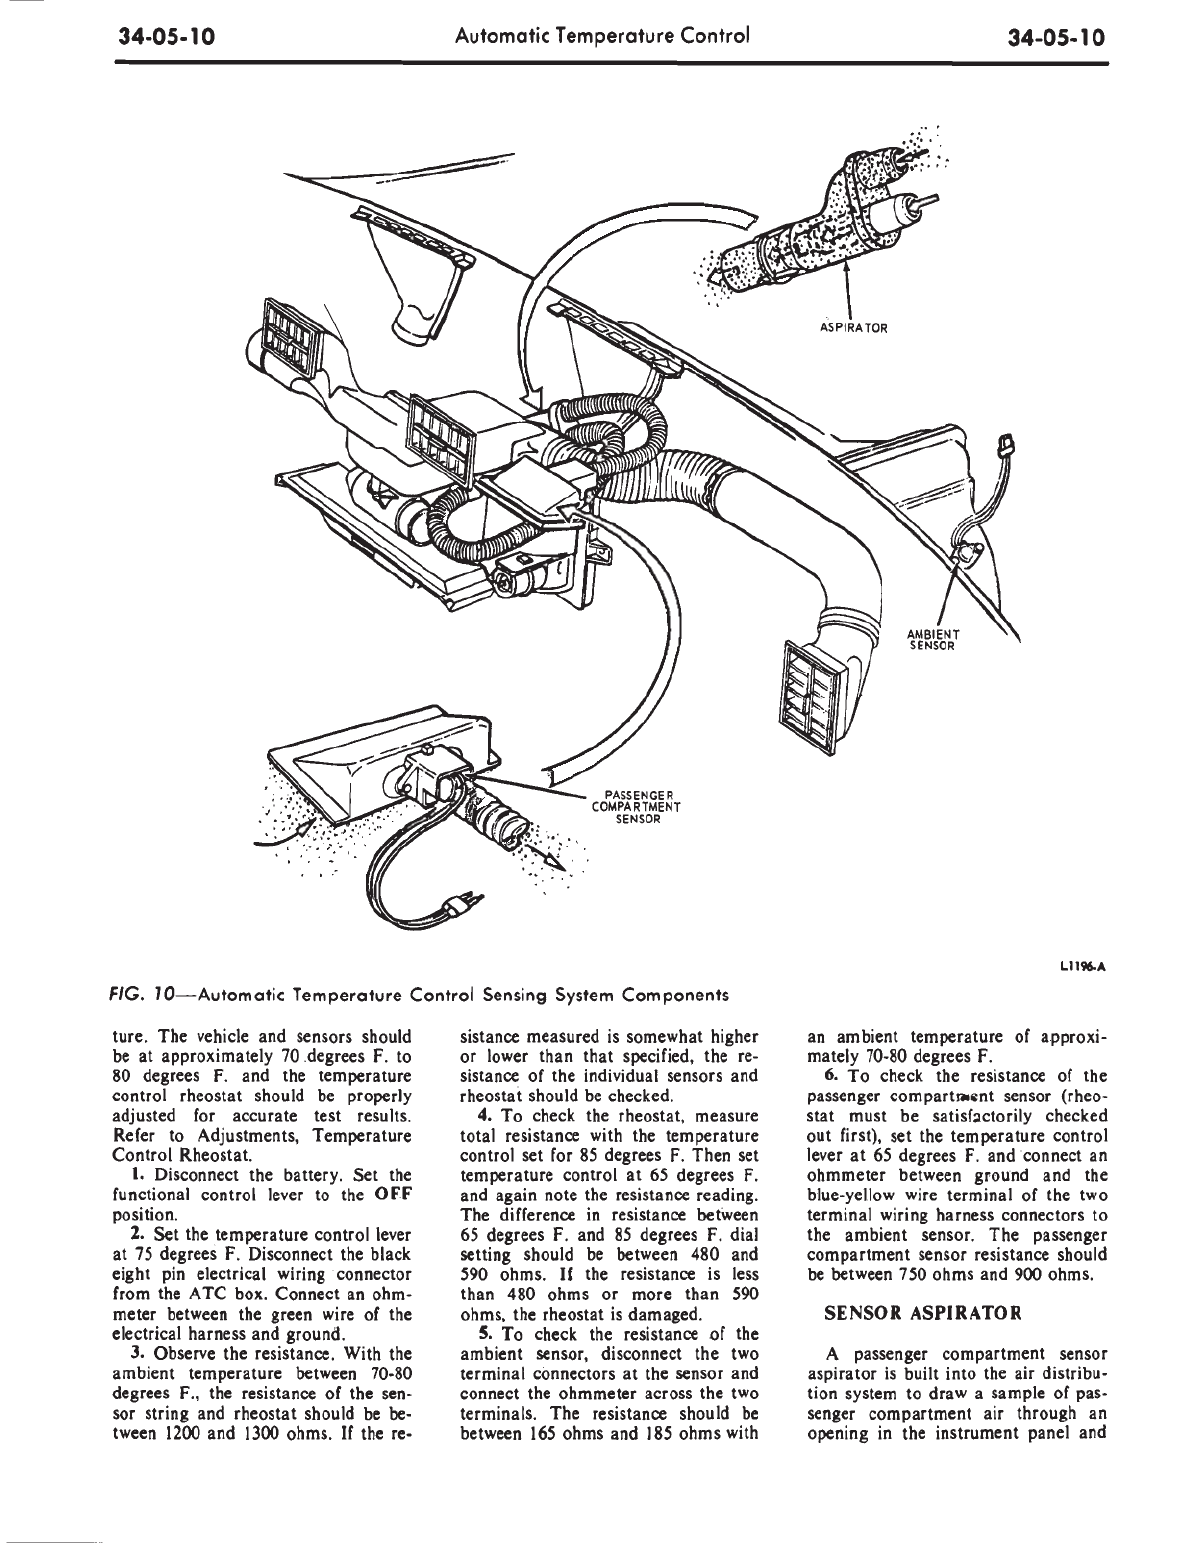 34-05-10
Automatic Temperature Control
34-05-10
ASPIRATOR
AMBIENT
SENSOR
PASSENGER
COMPARTMENT
SENSOR
L1196-A
FIG. 10—Automatic Temperature Control Sensing System Components
ture. The vehicle and sensors should
be at approximately 70 degrees F. to
80 degrees F. and the temperature
control rheostat should be properly
adjusted for accurate test results.
Refer to Adjustments, Temperature
Control Rheostat.
1. Disconnect the battery. Set the
functional control lever to the OFF
position.
2. Set the temperature control lever
at 75 degrees F. Disconnect the black
eight pin electrical wiring connector
from the ATC box. Connect an ohm-
meter between the green wire of the
electrical harness and ground.
3. Observe the resistance. With the
ambient temperature between 70-80
degrees F., the resistance of the sen-
sor string and rheostat should be be-
tween 1200 and 1300 ohms. If the re-
sistance measured is somewhat higher
or lower than that specified, the re-
sistance of the individual sensors and
rheostat should be checked.
4. To check the rheostat, measure
total resistance with the temperature
control set for 85 degrees F. Then set
temperature control at 65 degrees F.
and again note the resistance reading.
The difference in resistance between
65 degrees F. and 85 degrees F. dial
setting should be between 480 and
590 ohms. If the resistance is less
than 480 ohms or more than 590
ohms, the rheostat is damaged.
5. To check the resistance of the
ambient sensor, disconnect the two
terminal connectors at the sensor and
connect the ohmmeter across the two
terminals. The resistance should be
between 165 ohms and 185 ohms with
an ambient temperature of approxi-
mately 70-80 degrees F.
6. To check the resistance of the
passenger compartment sensor (rheo-
stat must be satisfactorily checked
out first), set the temperature control
lever at 65 degrees F. and connect an
ohmmeter between ground and the
blue-yellow wire terminal of the two
terminal wiring harness connectors to
the ambient sensor. The passenger
compartment sensor resistance should
be between 750 ohms and 900 ohms.
SENSOR ASPIRATOR
A passenger compartment sensor
aspirator is built into the air distribu-
tion system to draw a sample of pas-
senger compartment air through an
opening in the instrument panel and